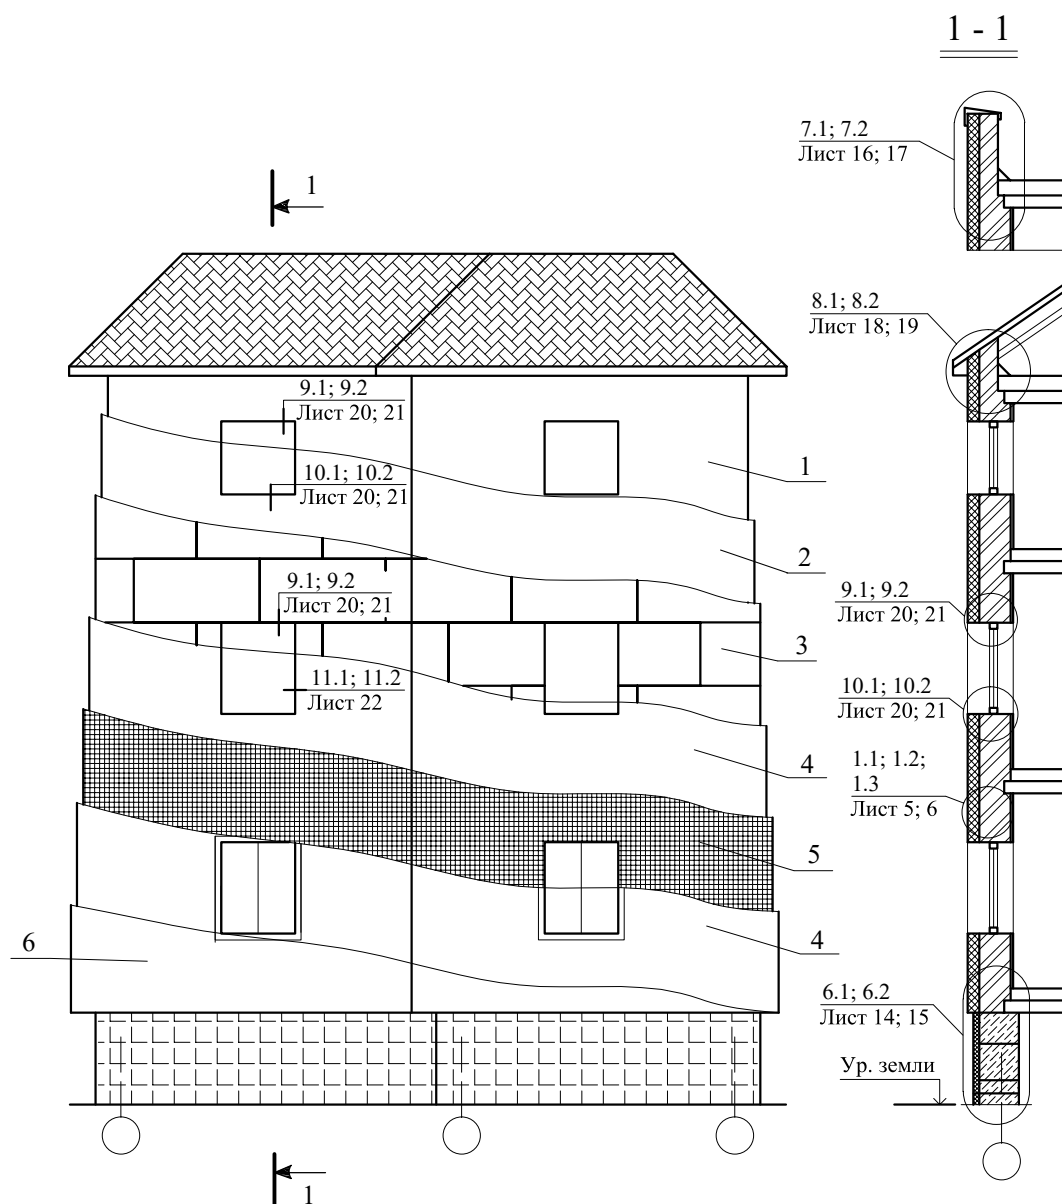 1 - 1
7.1; 7.2
Лист 16; 17
1
8.1; 8.2
Лист 18; 19
9.1; 9.2
Лист 20; 21
1
10.1; 10.2
Лист 20; 21
2
9.1; 9.2
Лист 20; 21
9.1; 9.2
Лист 20; 21
3
11.1; 11.2
Лист 22
10.1; 10.2
Лист 20; 21
4
1.1; 1.2;
1.3
Лист 5; 6
5
6
4
6.1; 6.2
Лист 14; 15
Ур. земли
1